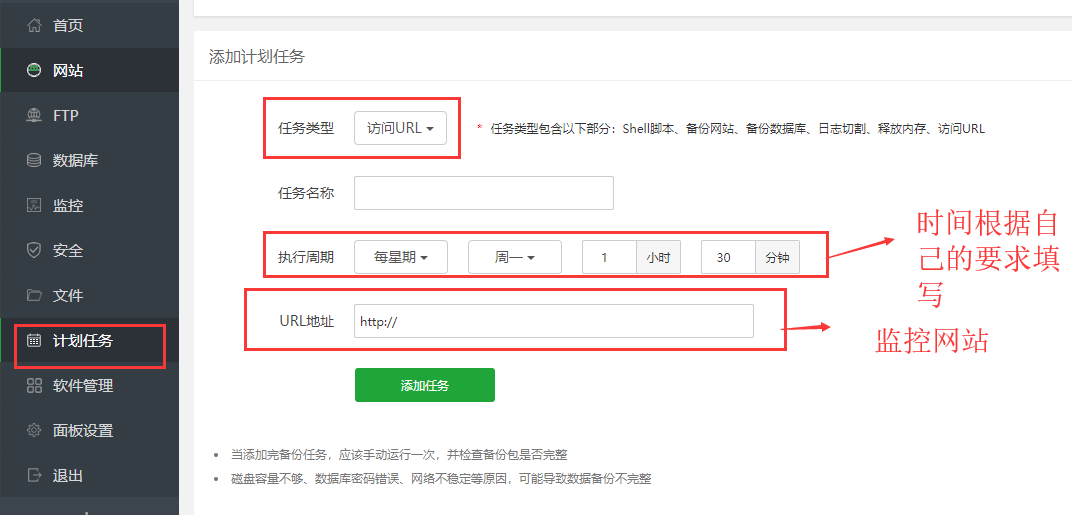 首页
网站
FTP
数据库
监控
安全
文件
计划任务
软件管理
面板设置
退出
添加计划任务
任务类型 访问URL * 任务类型包含以下部分：Shell脚本、备份网站、备份数据库、日志切割、释放内存、访问URL
任务名称
执行周期 每星期 周一 1 小时 30 分钟
时间根据自
己的要求填
写
URL地址 http://
监控网站
添加任务
当添加完备份任务，应该手动运行一次，并检查备份包是否完整
磁盘容量不够、数据库密码错误、网络不稳定等原因，可能导致数据备份不完整